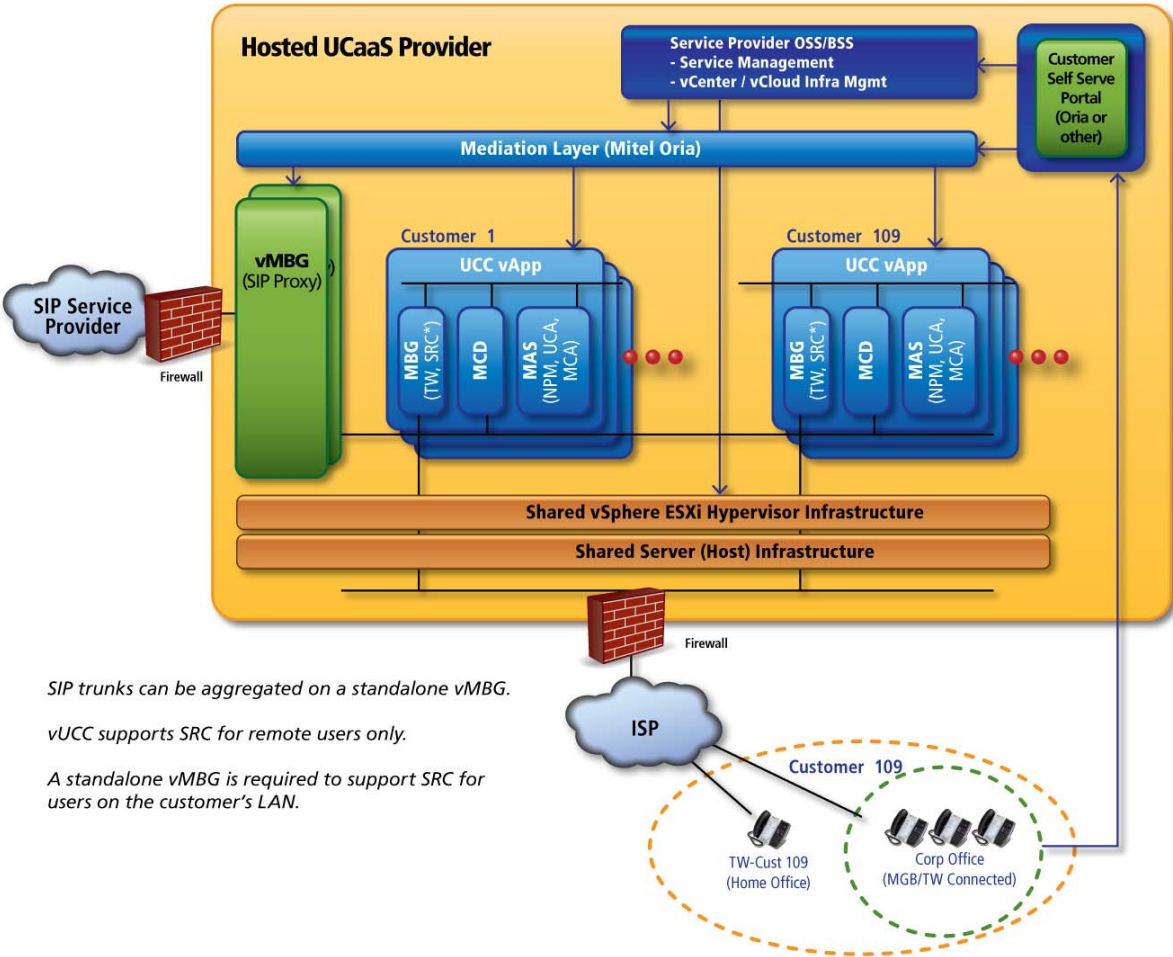 Hosted UCaaS Provider
Service Provider OSS/BSS
- Service Management
- vCenter / vCloud Infra Mgmt
Customer
Self Serve
Portal
(Oria or
other)
Mediation Layer (Mitel Oria)
vMBG
(SIP Proxy)
)
SIP Service
Provider
Firewall
Customer 1
UCC vApp
MBG
(TW, SRC*)
MCD
MAS
(NPM, UCA,
MCA)
Customer 109
UCC vApp
MBG
(TW, SRC*)
MCD
MAS
(NPM, UCA,
MCA)
Shared vSphere ESXi Hypervisor Infrastructure
Shared Server (Host) Infrastructure
Firewall
SIP trunks can be aggregated on a standalone vMBG.
vUCC supports SRC for remote users only.
A standalone vMBG is required to support SRC for
users on the customer's LAN.
ISP
Customer 109
TW-Cust 109
(Home Office)
Corp Office
(MGB/TW Connected)